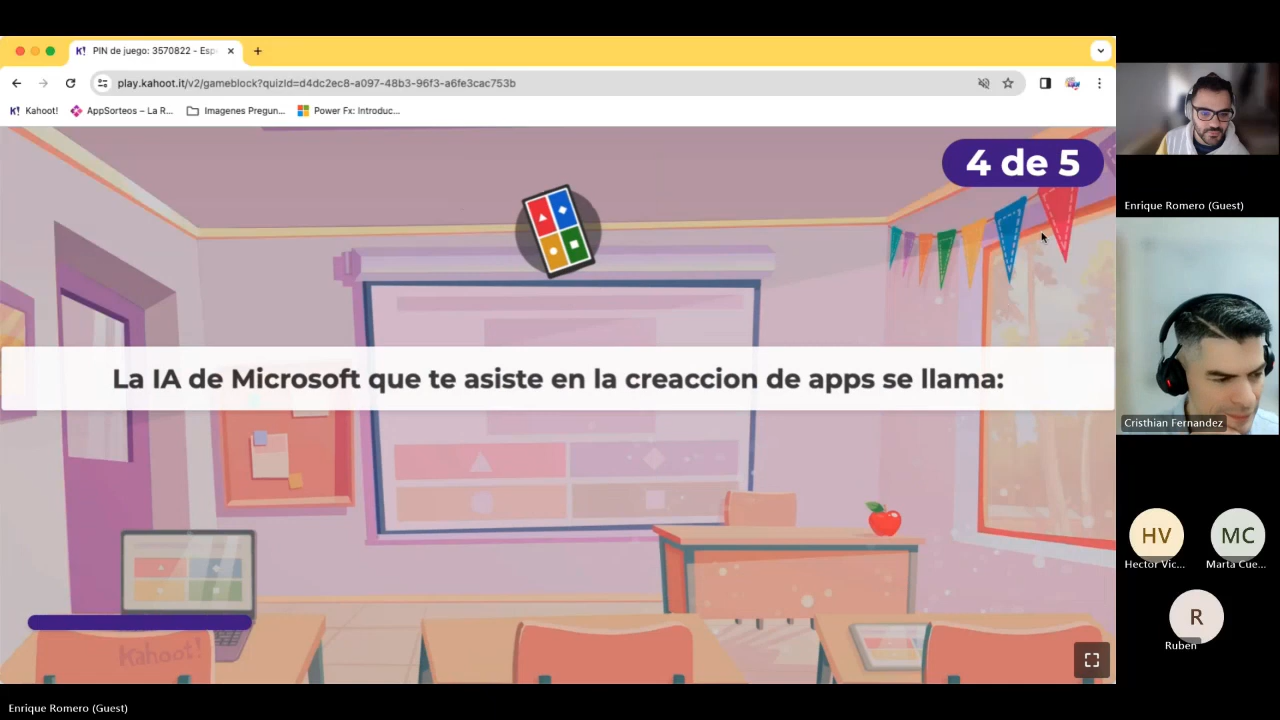 PIN de juego: 3570822 - Esp
play.kahoot.it/v2/gameblock?quizId=d4dc2ec8-a097-48b3-96f3-a6fe3cac753b
K! Kahoot!
AppSorteos – La R...
Imagenes Pregun...
Power Fx: Introduc...
4 de 5
La IA de Microsoft que te asiste en la creaccion de apps se llama:
Kahoot!
Enrique Romero (Guest)
Cristhian Fernandez
HV
MC
Hector Vic...
Marta Cue...
R
Ruben
Enrique Romero (Guest)